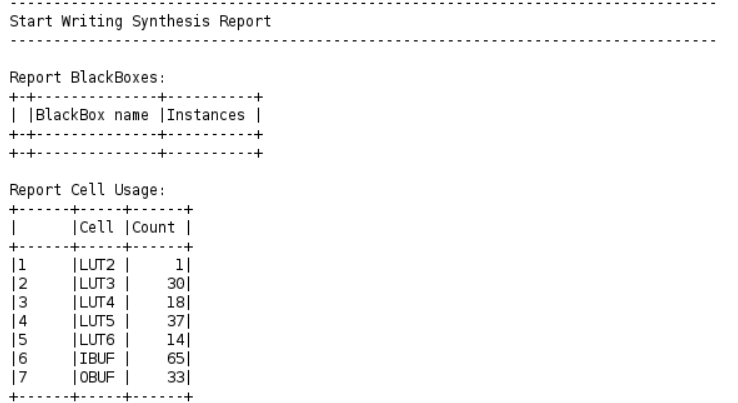 --------------------------------------------------------------------------------
Start Writing Synthesis Report
--------------------------------------------------------------------------------
Report BlackBoxes:
+-+--------------+----------+
| |BlackBox name |Instances |
+-+--------------+----------+
+-+--------------+----------+
Report Cell Usage:
+------+-----+------+
|      |Cell |Count |
+------+-----+------+
|1     |LUT2 |     1|
|2     |LUT3 |    30|
|3     |LUT4 |    18|
|4     |LUT5 |    37|
|5     |LUT6 |    14|
|6     |IBUF |    65|
|7     |OBUF |    33|
+------+-----+------+